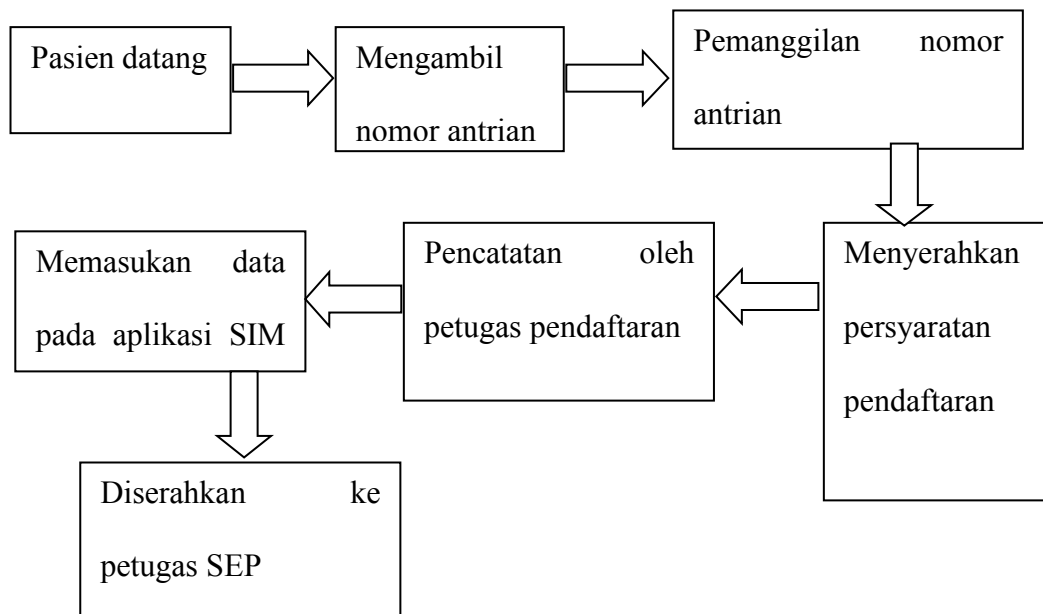 Pasien datang
Mengambil
nomor antrian
Pemanggilan nomor
antrian
Menyerahkan
persyaratan
pendaftaran
Pencatatan oleh
petugas pendaftaran
Memasukan data
pada aplikasi SIM
Diserahkan ke
petugas SEP